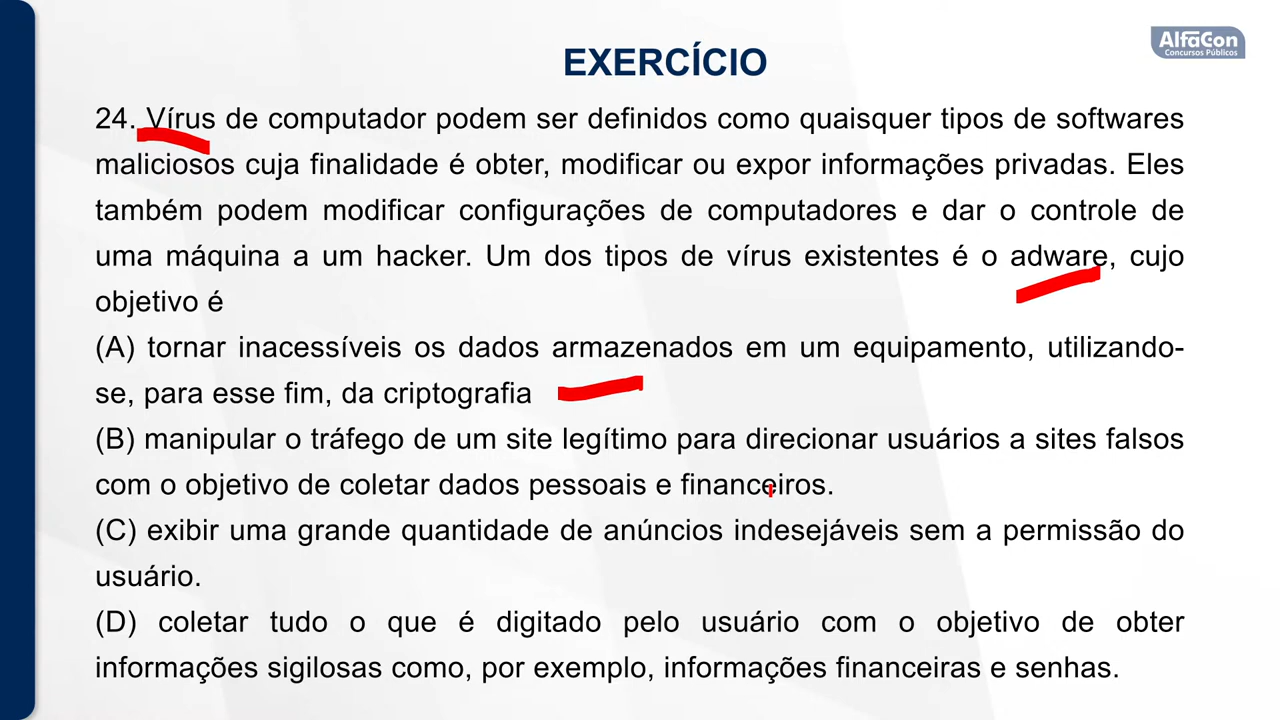 AlfaCon
Concursos Públicos
EXERCÍCIO
24. Vírus de computador podem ser definidos como quaisquer tipos de softwares
maliciosos cuja finalidade é obter, modificar ou expor informações privadas. Eles
também podem modificar configurações de computadores e dar o controle de
uma máquina a um hacker. Um dos tipos de vírus existentes é o adware, cujo
objetivo é
(A) tornar inacessíveis os dados armazenados em um equipamento, utilizando-
se, para esse fim, da criptografia
(B) manipular o tráfego de um site legítimo para direcionar usuários a sites falsos
com o objetivo de coletar dados pessoais e financeiros.
(C) exibir uma grande quantidade de anúncios indesejáveis sem a permissão do
usuário.
(D) coletar tudo o que é digitado pelo usuário com o objetivo de obter
informações sigilosas como, por exemplo, informações financeiras e senhas.